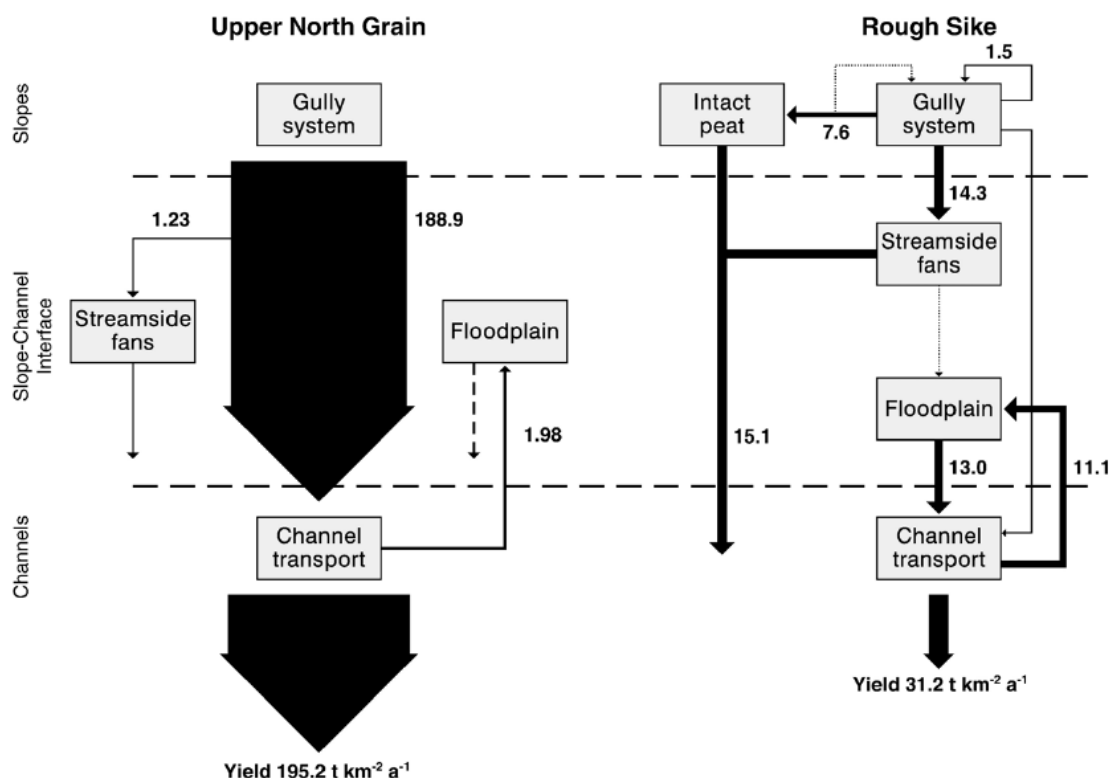 Upper North Grain
Rough Sike
Slopes
Slope-Channel
Interface
Channels
Gully
system
1.23
188.9
Streamside
fans
Floodplain
1.98
Channel
transport
Yield 195.2 t km⁻² a⁻¹
1.5
Intact
peat
7.6
Gully
system
14.3
Streamside
fans
Floodplain
15.1
13.0
11.1
Channel
transport
Yield 31.2 t km⁻² a⁻¹